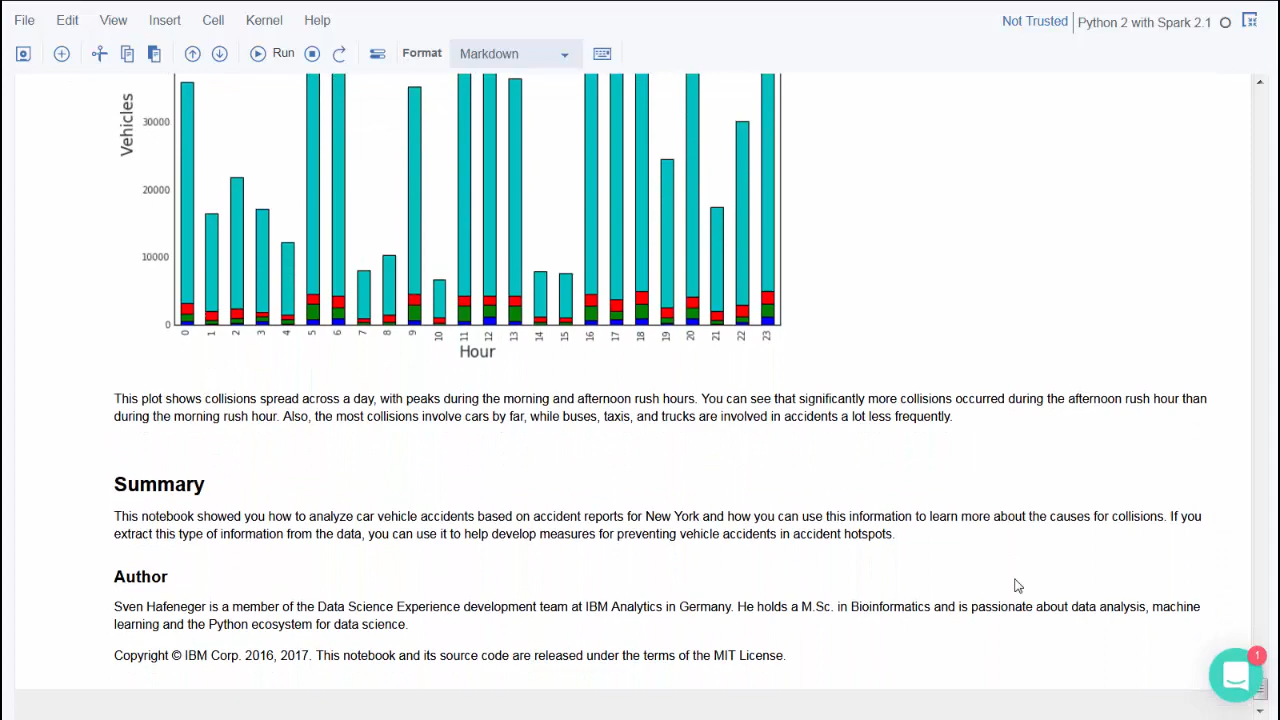 File Edit View Insert Cell Kernel Help Not Trusted Python 2 with Spark 2.1
Run Format Markdown
Vehicles
30000
20000
10000
0
0 1 2 3 4 5 6 7 8 9 10 11 12 13 14 15 16 17 18 19 20 21 22 23
Hour
This plot shows collisions spread across a day, with peaks during the morning and afternoon rush hours. You can see that significantly more collisions occurred during the afternoon rush hour than
during the morning rush hour. Also, the most collisions involve cars by far, while buses, taxis, and trucks are involved in accidents a lot less frequently.
Summary
This notebook showed you how to analyze car vehicle accidents based on accident reports for New York and how you can use this information to learn more about the causes for collisions. If you
extract this type of information from the data, you can use it to help develop measures for preventing vehicle accidents in accident hotspots.
Author
Sven Hafeneger is a member of the Data Science Experience development team at IBM Analytics in Germany. He holds a M.Sc. in Bioinformatics and is passionate about data analysis, machine
learning and the Python ecosystem for data science.
Copyright © IBM Corp. 2016, 2017. This notebook and its source code are released under the terms of the MIT License.
1